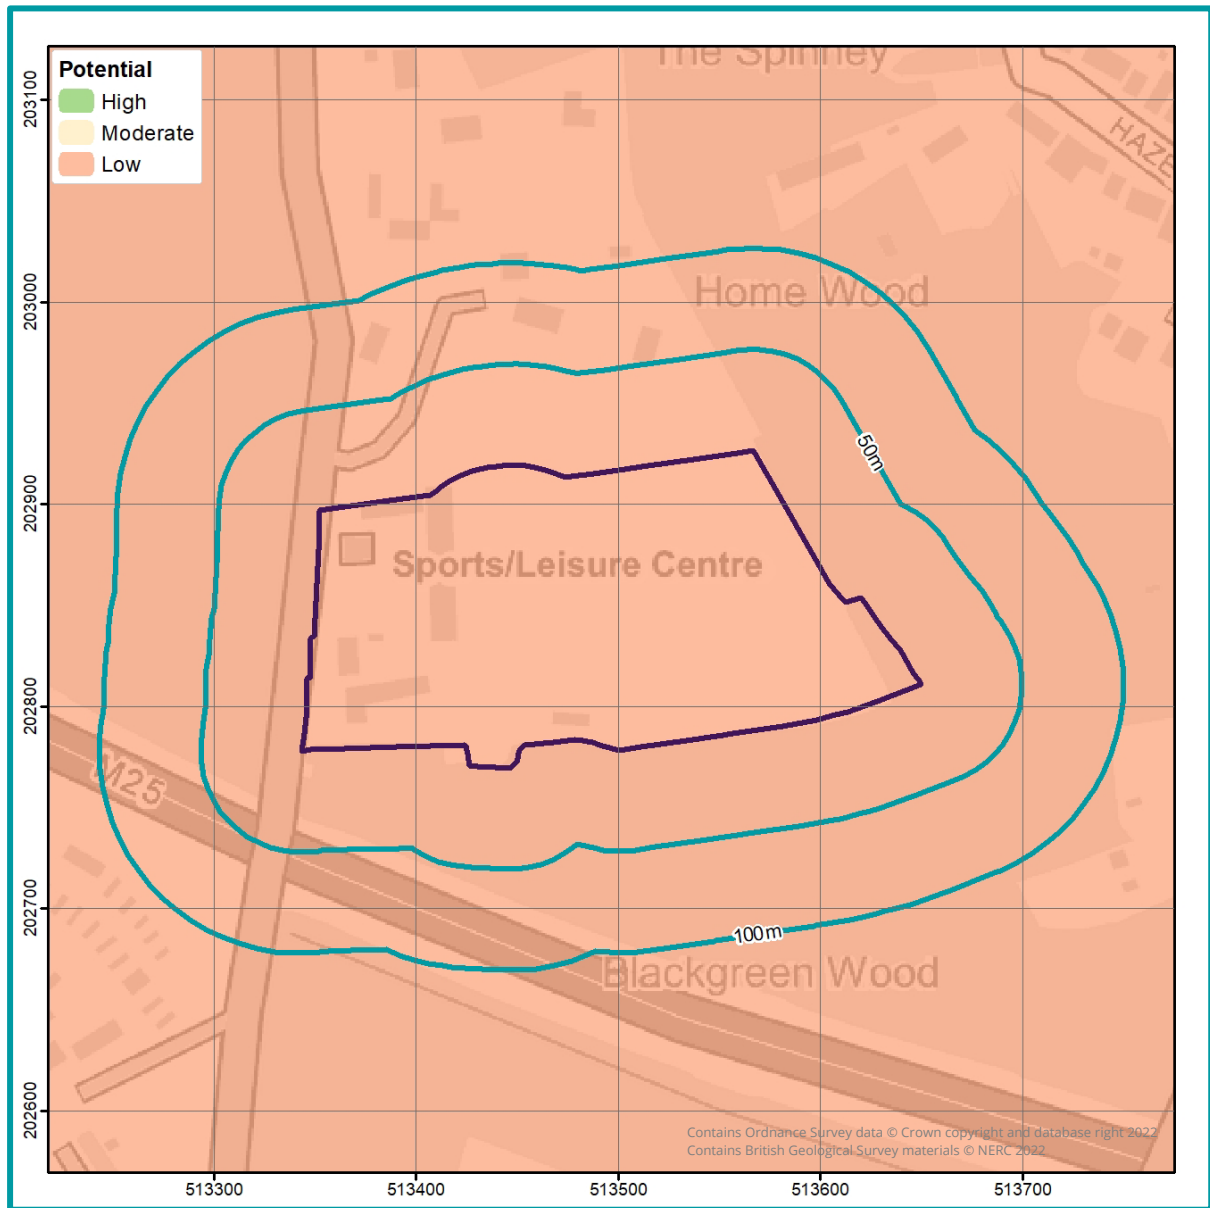 The Spinney
Potential
High
Moderate
Low
HAZE
Home Wood
50m
Sports/Leisure Centre
M25
100m
Blackgreen Wood
Contains Ordnance Survey data © Crown copyright and database right 2022
Contains British Geological Survey materials © NERC 2022
203100
203000
202900
202800
202700
202600
513300
513400
513500
513600
513700